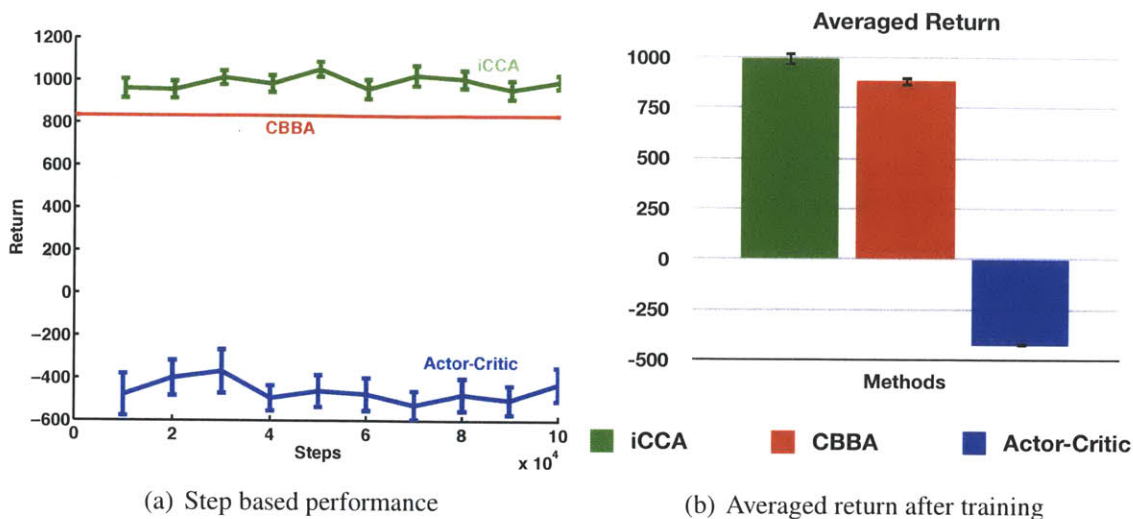 1200
1000
800
600
400
200
0
−200
−400
−600
Return
iCCA
CBBA
Actor-Critic
0 2 4 6 8 10
Steps
x 10⁴
(a) Step based performance
Averaged Return
1000
750
500
250
0
-250
-500
Methods
iCCA CBBA Actor-Critic
(b) Averaged return after training